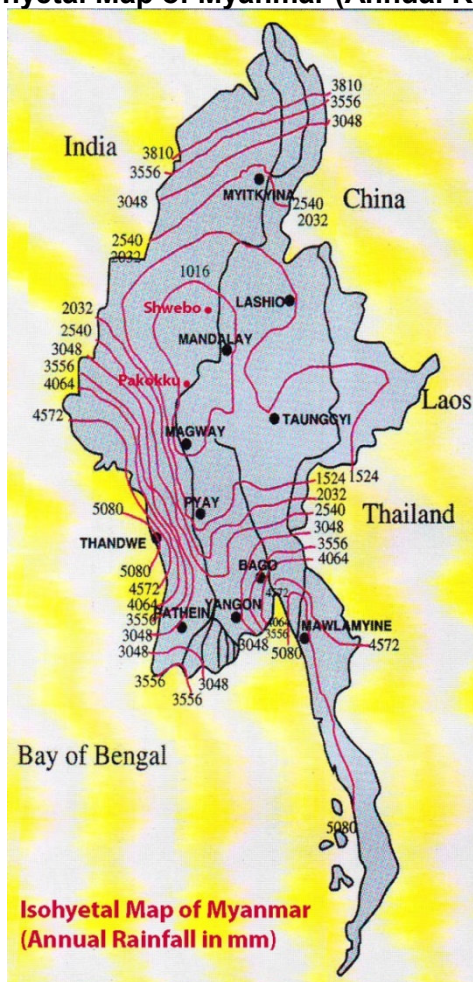 hyetal Map of Myanmar (Annual R
3810
3556
3048
India
3810
3556
MYITKYINA
3048
China
2540
2032
2540
2032
1016
LASHIO
Shwebo
2032
2540
MANDALAY
3048
3556
4064
Pakokku
Laos
4572
TAUNGGYI
MAGWAY
1524
1524
2032
5080
PYAY
2540
Thailand
3048
THANDWE
3556
5080
BAGO
4064
4572
4572
4064
YANGON
3556
PATHEIN
4064
MAWLAMYINE
3048
3556
3048
3048
5080
4572
3556
3048
3556
Bay of Bengal
5080
Isohyetal Map of Myanmar
(Annual Rainfall in mm)